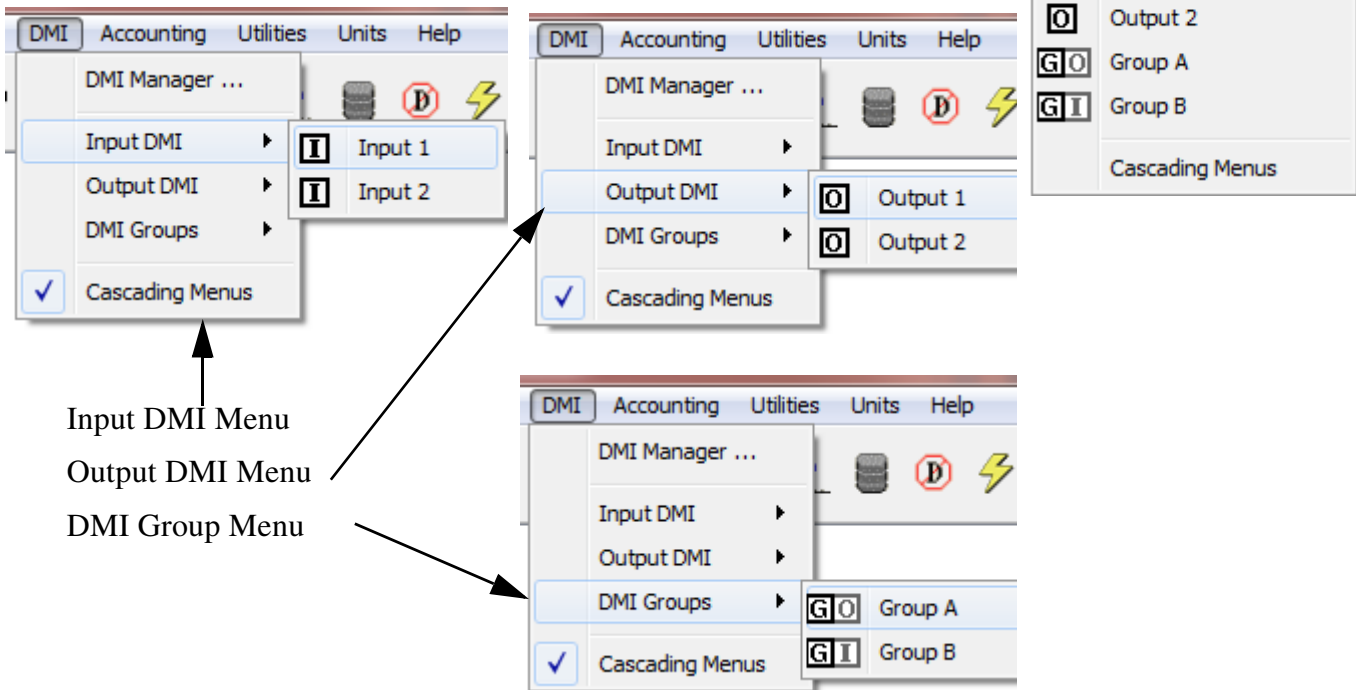 DMI Accounting Utilities Units Help
DMI Manager ...
D
Input DMI
I Input 1
Output DMI
I Input 2
DMI Groups
Cascading Menus
DMI Accounting Utilities Units Help
DMI Manager ...
D
Input DMI
Output DMI
O Output 1
DMI Groups
O Output 2
Cascading Menus
O Output 2
G O Group A
G I Group B
Cascading Menus
Input DMI Menu
Output DMI Menu
DMI Group Menu
DMI Accounting Utilities Units Help
DMI Manager ...
D
Input DMI
Output DMI
DMI Groups
G O Group A
G I Group B
Cascading Menus